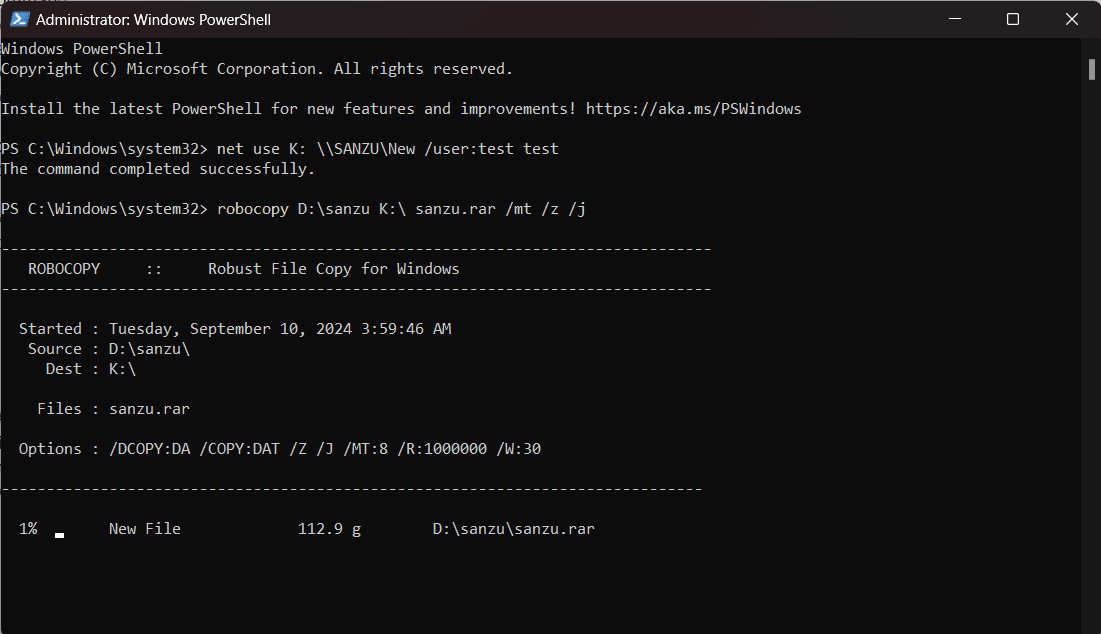 Administrator: Windows PowerShell
Windows PowerShell
Copyright (C) Microsoft Corporation. All rights reserved.
Install the latest PowerShell for new features and improvements! https://aka.ms/PSWindows
PS C:\Windows\system32> net use K: \\SANZU\New /user:test test
The command completed successfully.
PS C:\Windows\system32> robocopy D:\sanzu K:\ sanzu.rar /mt /z /j
-------------------------------------------------------------------------------
ROBOCOPY     ::     Robust File Copy for Windows
-------------------------------------------------------------------------------
Started : Tuesday, September 10, 2024 3:59:46 AM
Source : D:\sanzu\
Dest : K:\
Files : sanzu.rar
Options : /DCOPY:DA /COPY:DAT /Z /J /MT:8 /R:1000000 /W:30
------------------------------------------------------------------------------
1%        New File             112.9 g        D:\sanzu\sanzu.rar